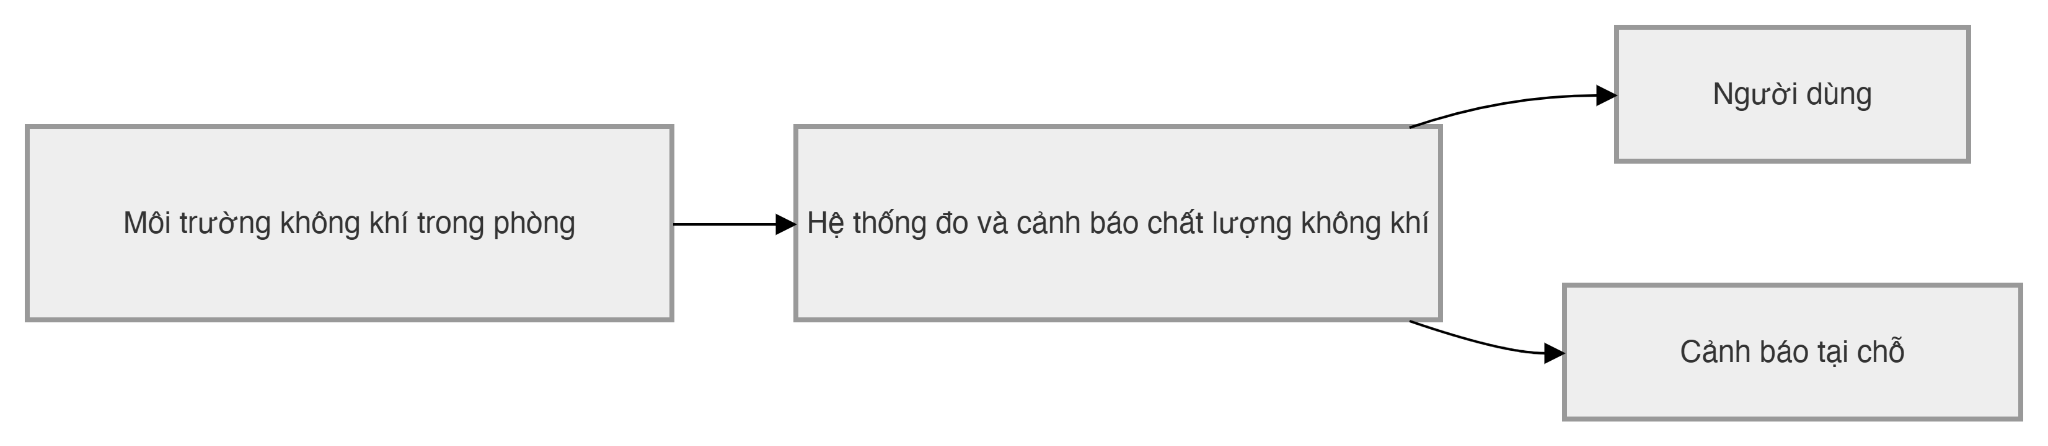 Môi trường không khí trong phòng
Hệ thống đo và cảnh báo chất lượng không khí
Người dùng
Cảnh báo tại chỗ